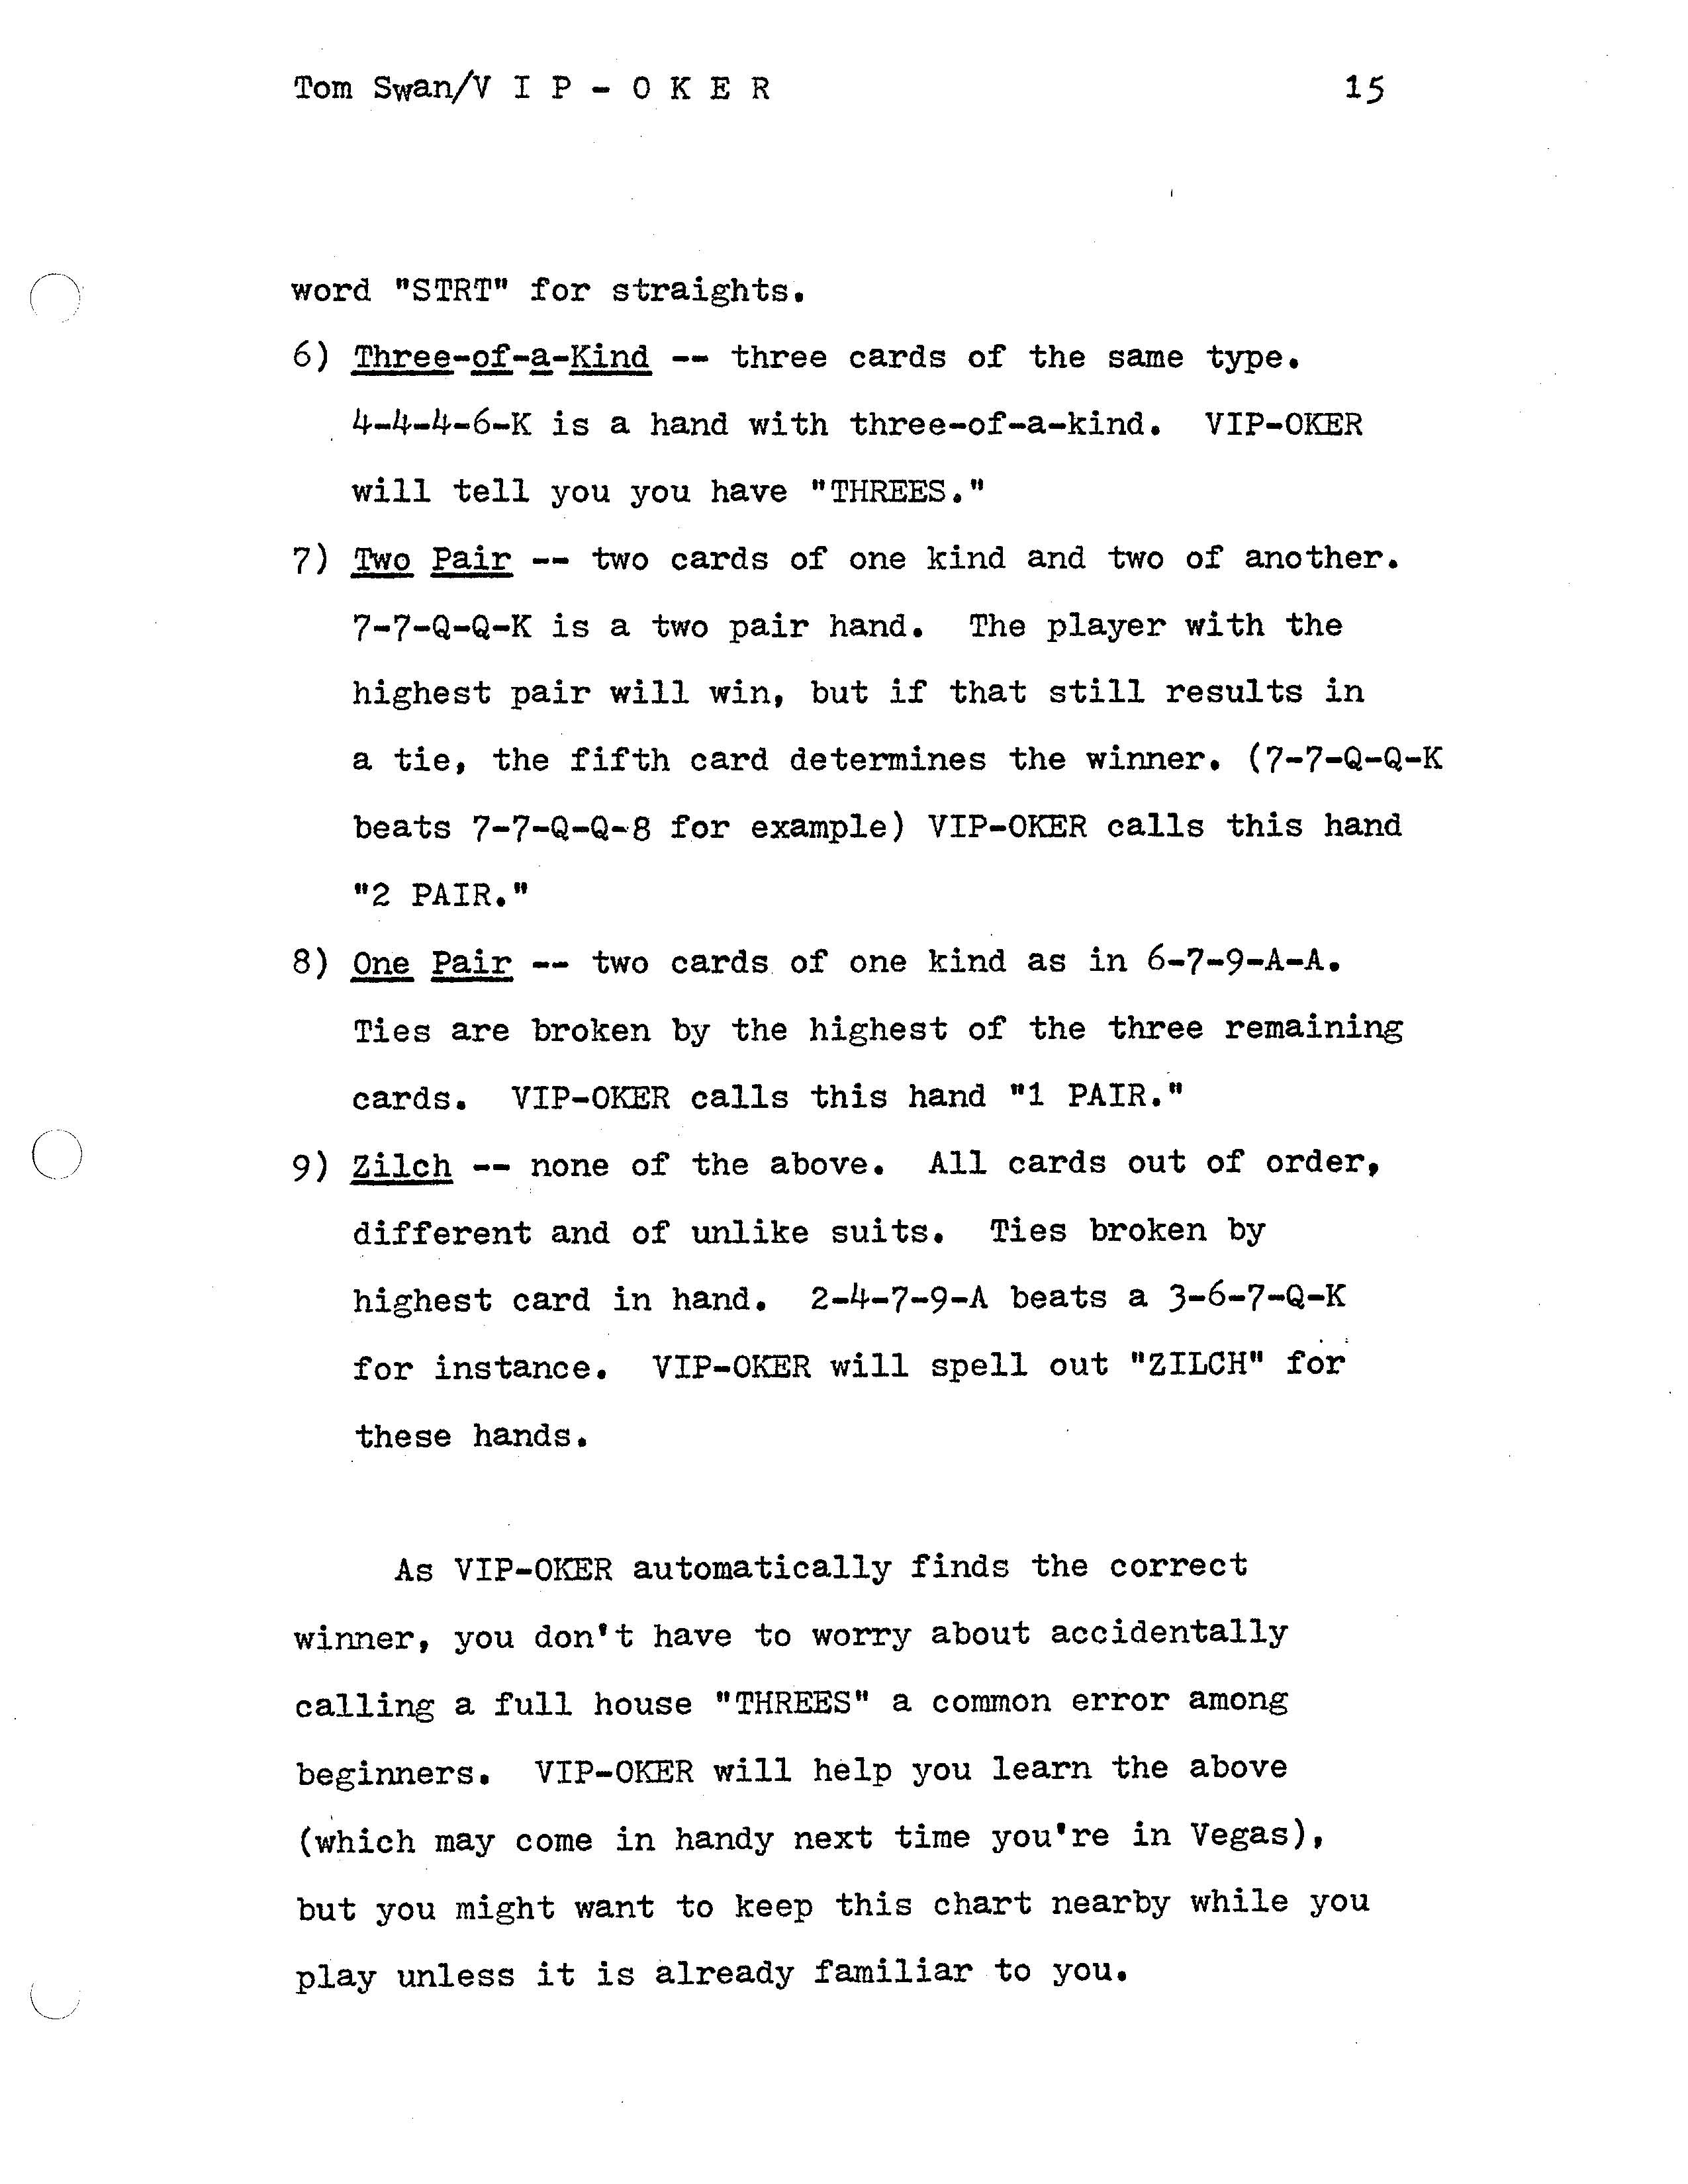 Tom Swan/V I P - O K E R 15
word "STRT" for straights.
6) Three-of-a-Kind -- three cards of the same type.
4-4-4-6-K is a hand with three-of-a-kind. VIP-OKER
will tell you you have "THREES."
7) Two Pair -- two cards of one kind and two of another.
7-7-Q-Q-K is a two pair hand. The player with the
highest pair will win, but if that still results in
a tie, the fifth card determines the winner. (7-7-Q-Q-K
beats 7-7-Q-Q-8 for example) VIP-OKER calls this hand
"2 PAIR."
8) One Pair -- two cards of one kind as in 6-7-9-A-A.
Ties are broken by the highest of the three remaining
cards. VIP-OKER calls this hand "1 PAIR."
9) Zilch -- none of the above. All cards out of order,
different and of unlike suits. Ties broken by
highest card in hand. 2-4-7-9-A beats a 3-6-7-Q-K
for instance. VIP-OKER will spell out "ZILCH" for
these hands.
As VIP-OKER automatically finds the correct
winner, you don't have to worry about accidentally
calling a full house "THREES" a common error among
beginners. VIP-OKER will help you learn the above
(which may come in handy next time you're in Vegas),
but you might want to keep this chart nearby while you
play unless it is already familiar to you.